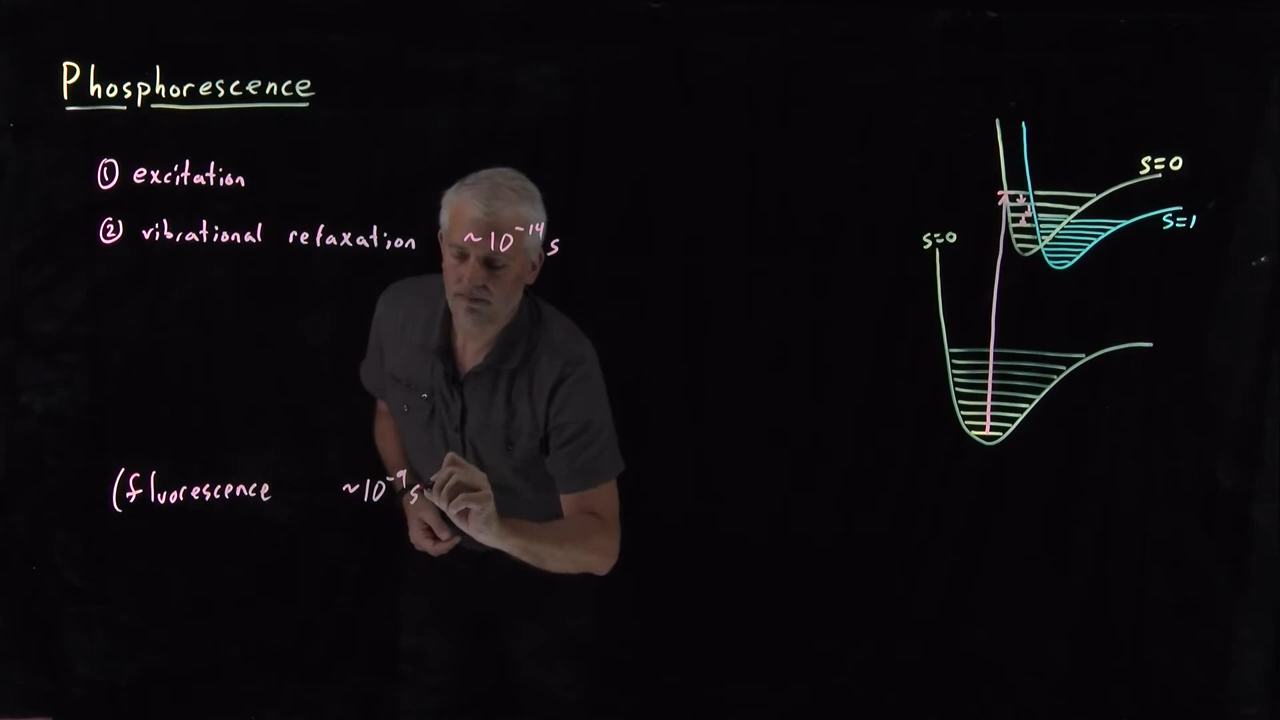 Phosphorescence
① excitation
② vibrational relaxation ~10⁻¹⁴ s
(fluorescence ~10⁻⁹ s
S=0
S=1
S=0